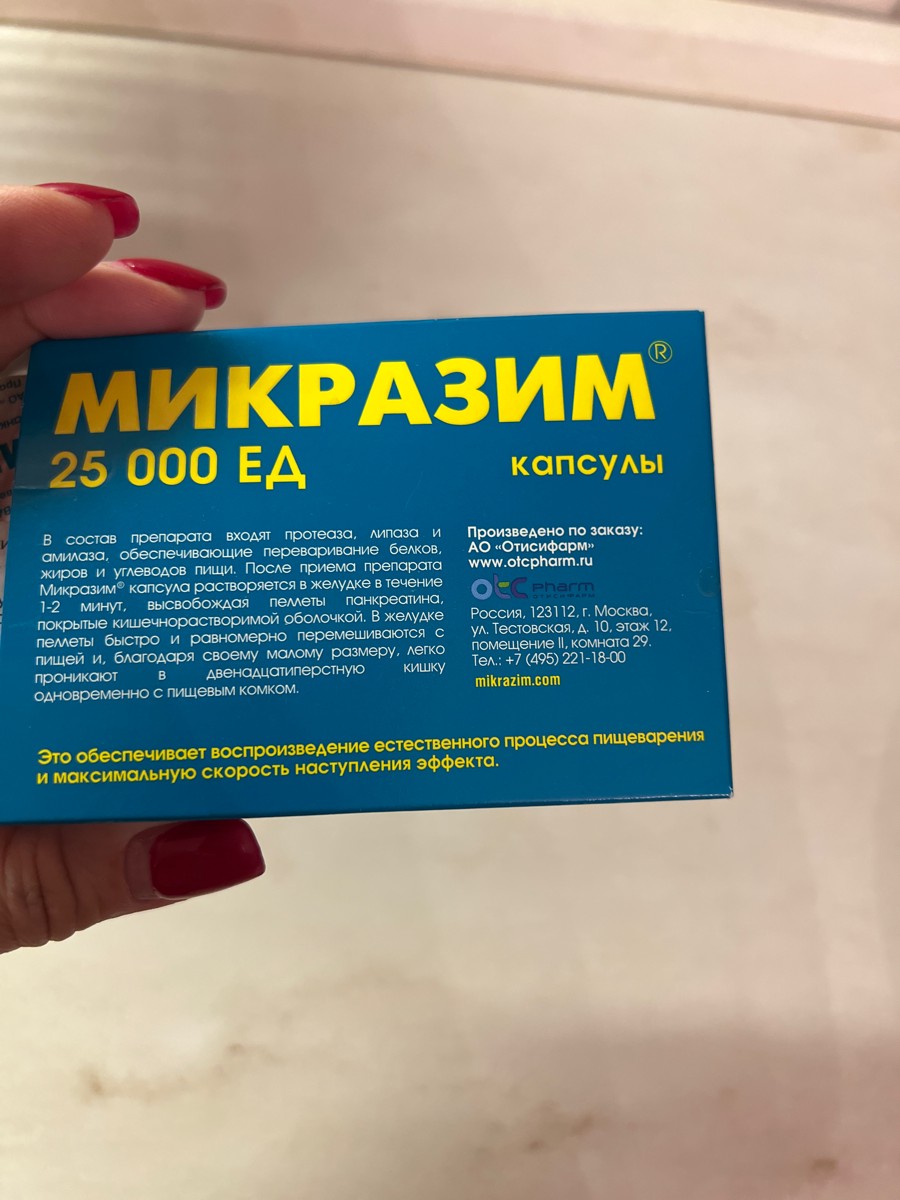 МИКРАЗИМ®
25 000 ЕД
капсулы
В состав препарата входят протеаза, липаза и
амилаза, обеспечивающие переваривание белков,
жиров и углеводов пищи. После приема препарата
Микразим® капсула растворяется в желудке в течение
1-2 минут, высвобождая пеллеты панкреатина,
покрытые кишечнорастворимой оболочкой. В желудке
пеллеты быстро и равномерно перемешиваются с
пищей и, благодаря своему малому размеру, легко
проникают в двенадцатиперстную кишку
одновременно с пищевым комком.
Произведено по заказу:
АО «Отисифарм»
www.otcpharm.ru
otc pharm
отисифарм
Россия, 123112, г. Москва,
ул. Тестовская, д. 10, этаж 12,
помещение II, комната 29.
Тел.: +7 (495) 221-18-00
mikrazim.com
Это обеспечивает воспроизведение естественного процесса пищеварения
и максимальную скорость наступления эффекта.